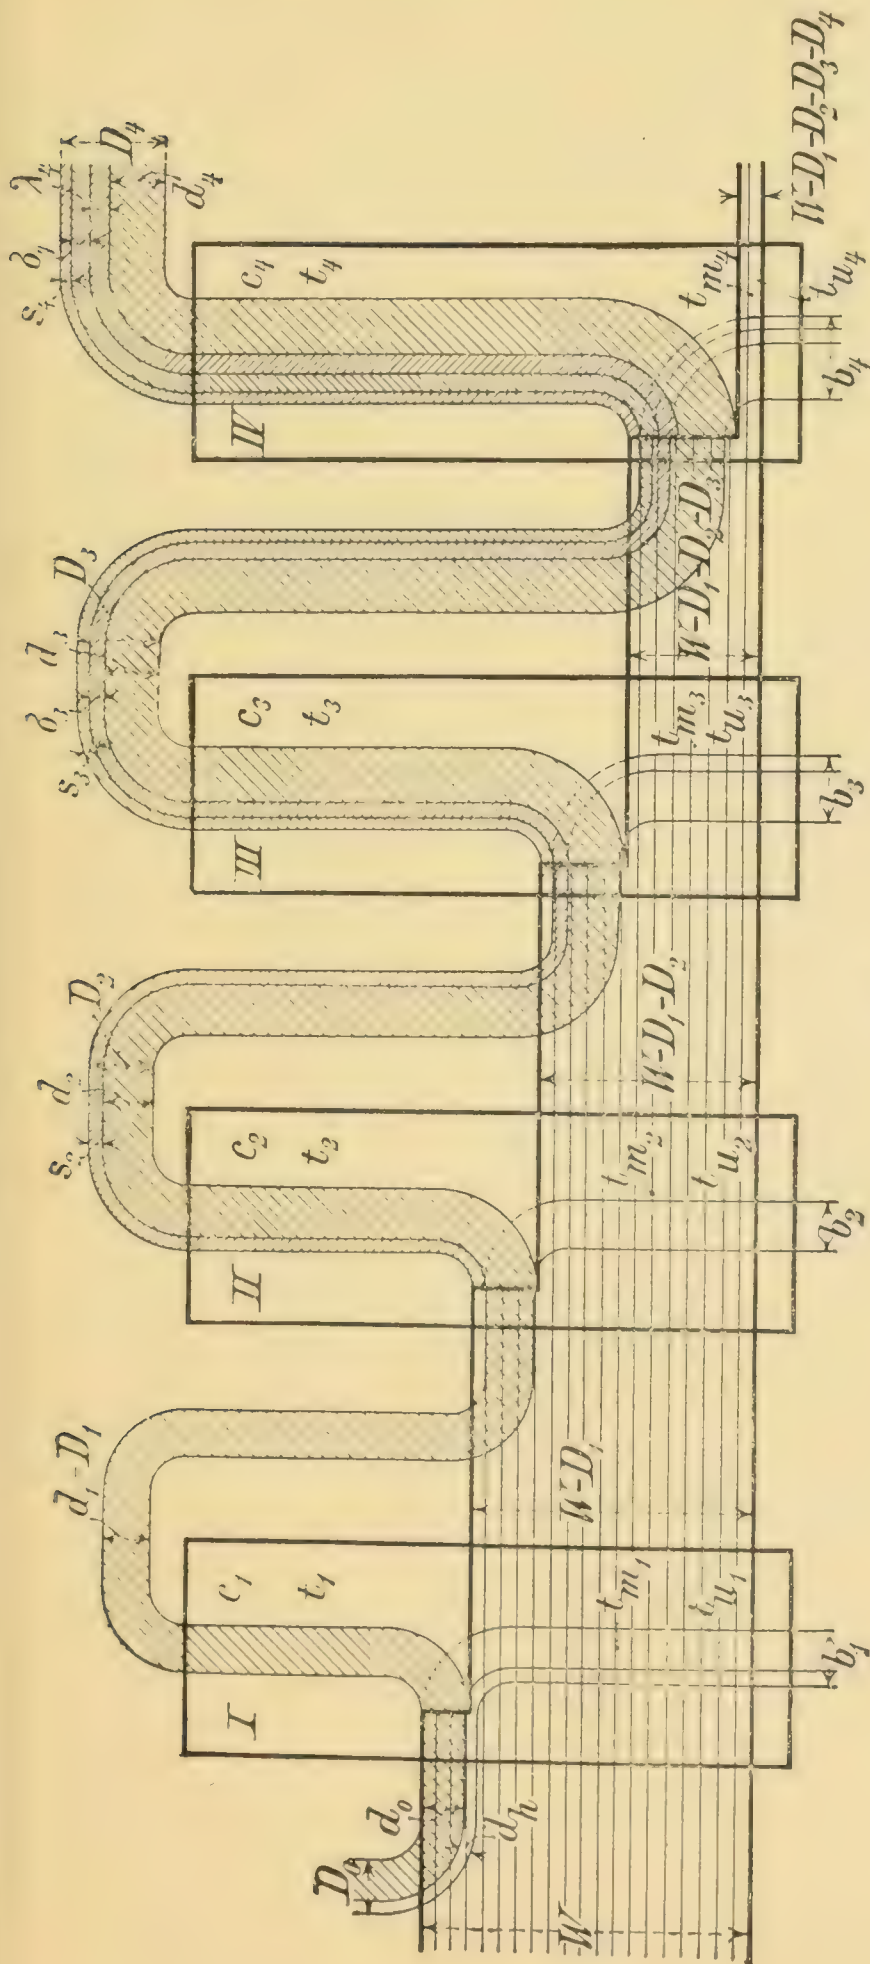 D₀
d₀
d_h
W
I
c₁
t₁
d₁-D₁
t_m₁
t_u₁
b₁
W-D₁
II
c₂
t₂
s₂
d₂
D₂
t_m₂
t_u₂
b₂
W-D₁-D₂
III
c₃
t₃
s₃
δ₃
d₃
D₃
t_m₃
t_u₃
b₃
W-D₁-D₂-D₃
IV
c₄
t₄
s₄
δ₄
λ₄
D₄
d₄
t_m₄
t_u₄
b₄
W-D₁-D₂-D₃-D₄